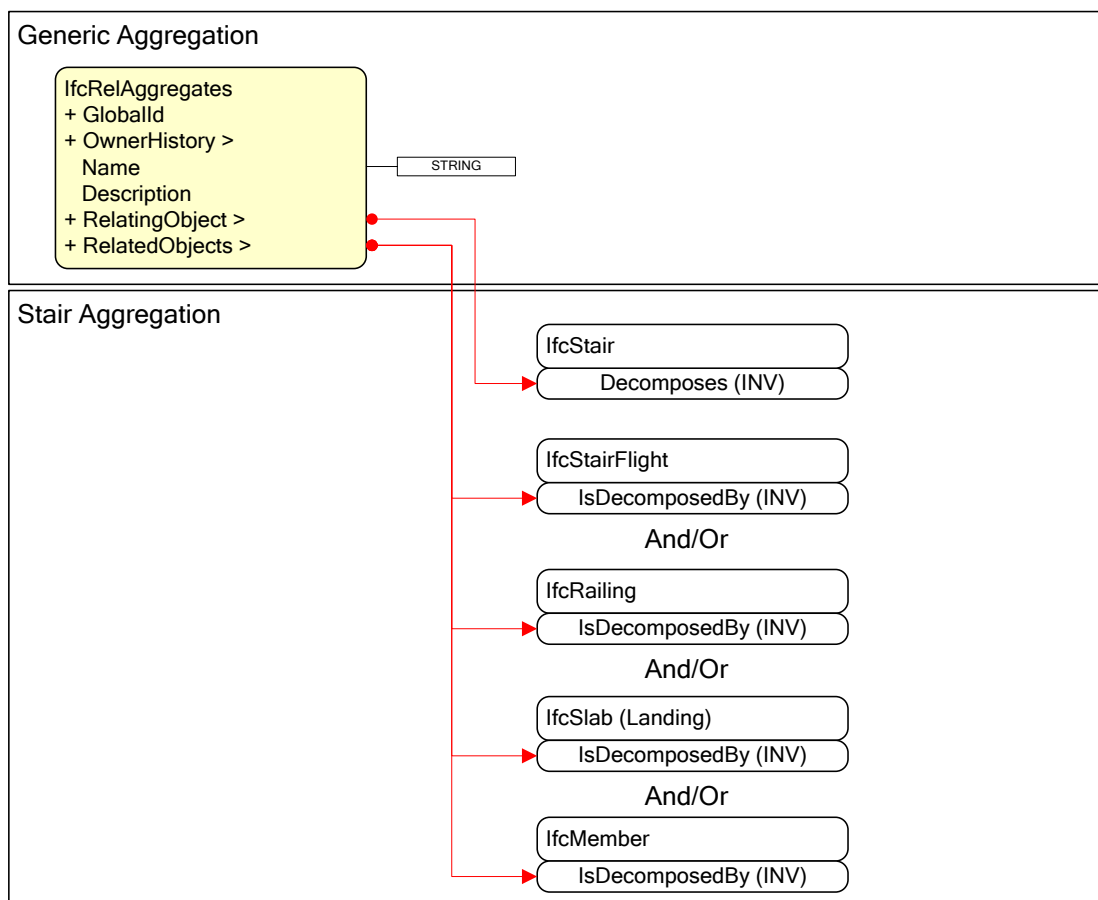 Generic Aggregation
IfcRelAggregates
+ GlobalId
+ OwnerHistory >
Name
STRING
Description
+ RelatingObject >
+ RelatedObjects >
Stair Aggregation
IfcStair
Decomposes (INV)
IfcStairFlight
IsDecomposedBy (INV)
And/Or
IfcRailing
IsDecomposedBy (INV)
And/Or
IfcSlab (Landing)
IsDecomposedBy (INV)
And/Or
IfcMember
IsDecomposedBy (INV)